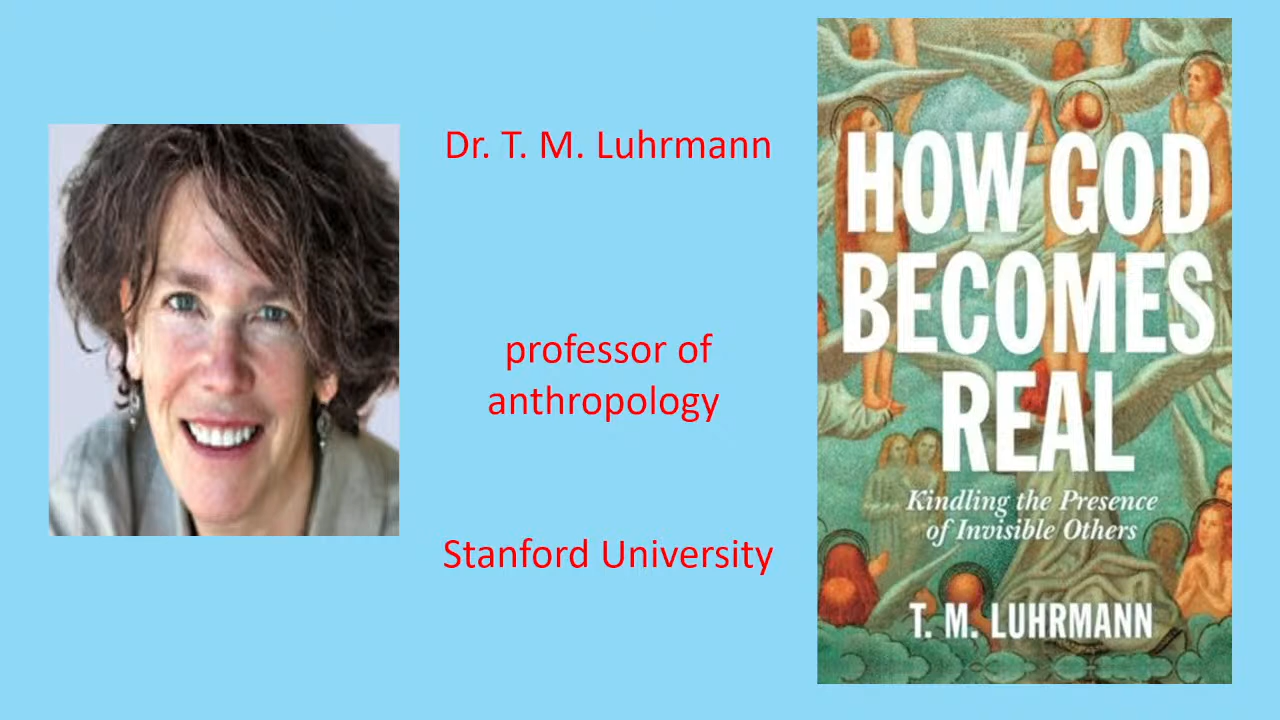 Dr. T. M. Luhrmann
professor of
anthropology
Stanford University
HOW GOD
BECOMES
REAL
Kindling the Presence
of Invisible Others
T. M. LUHRMANN